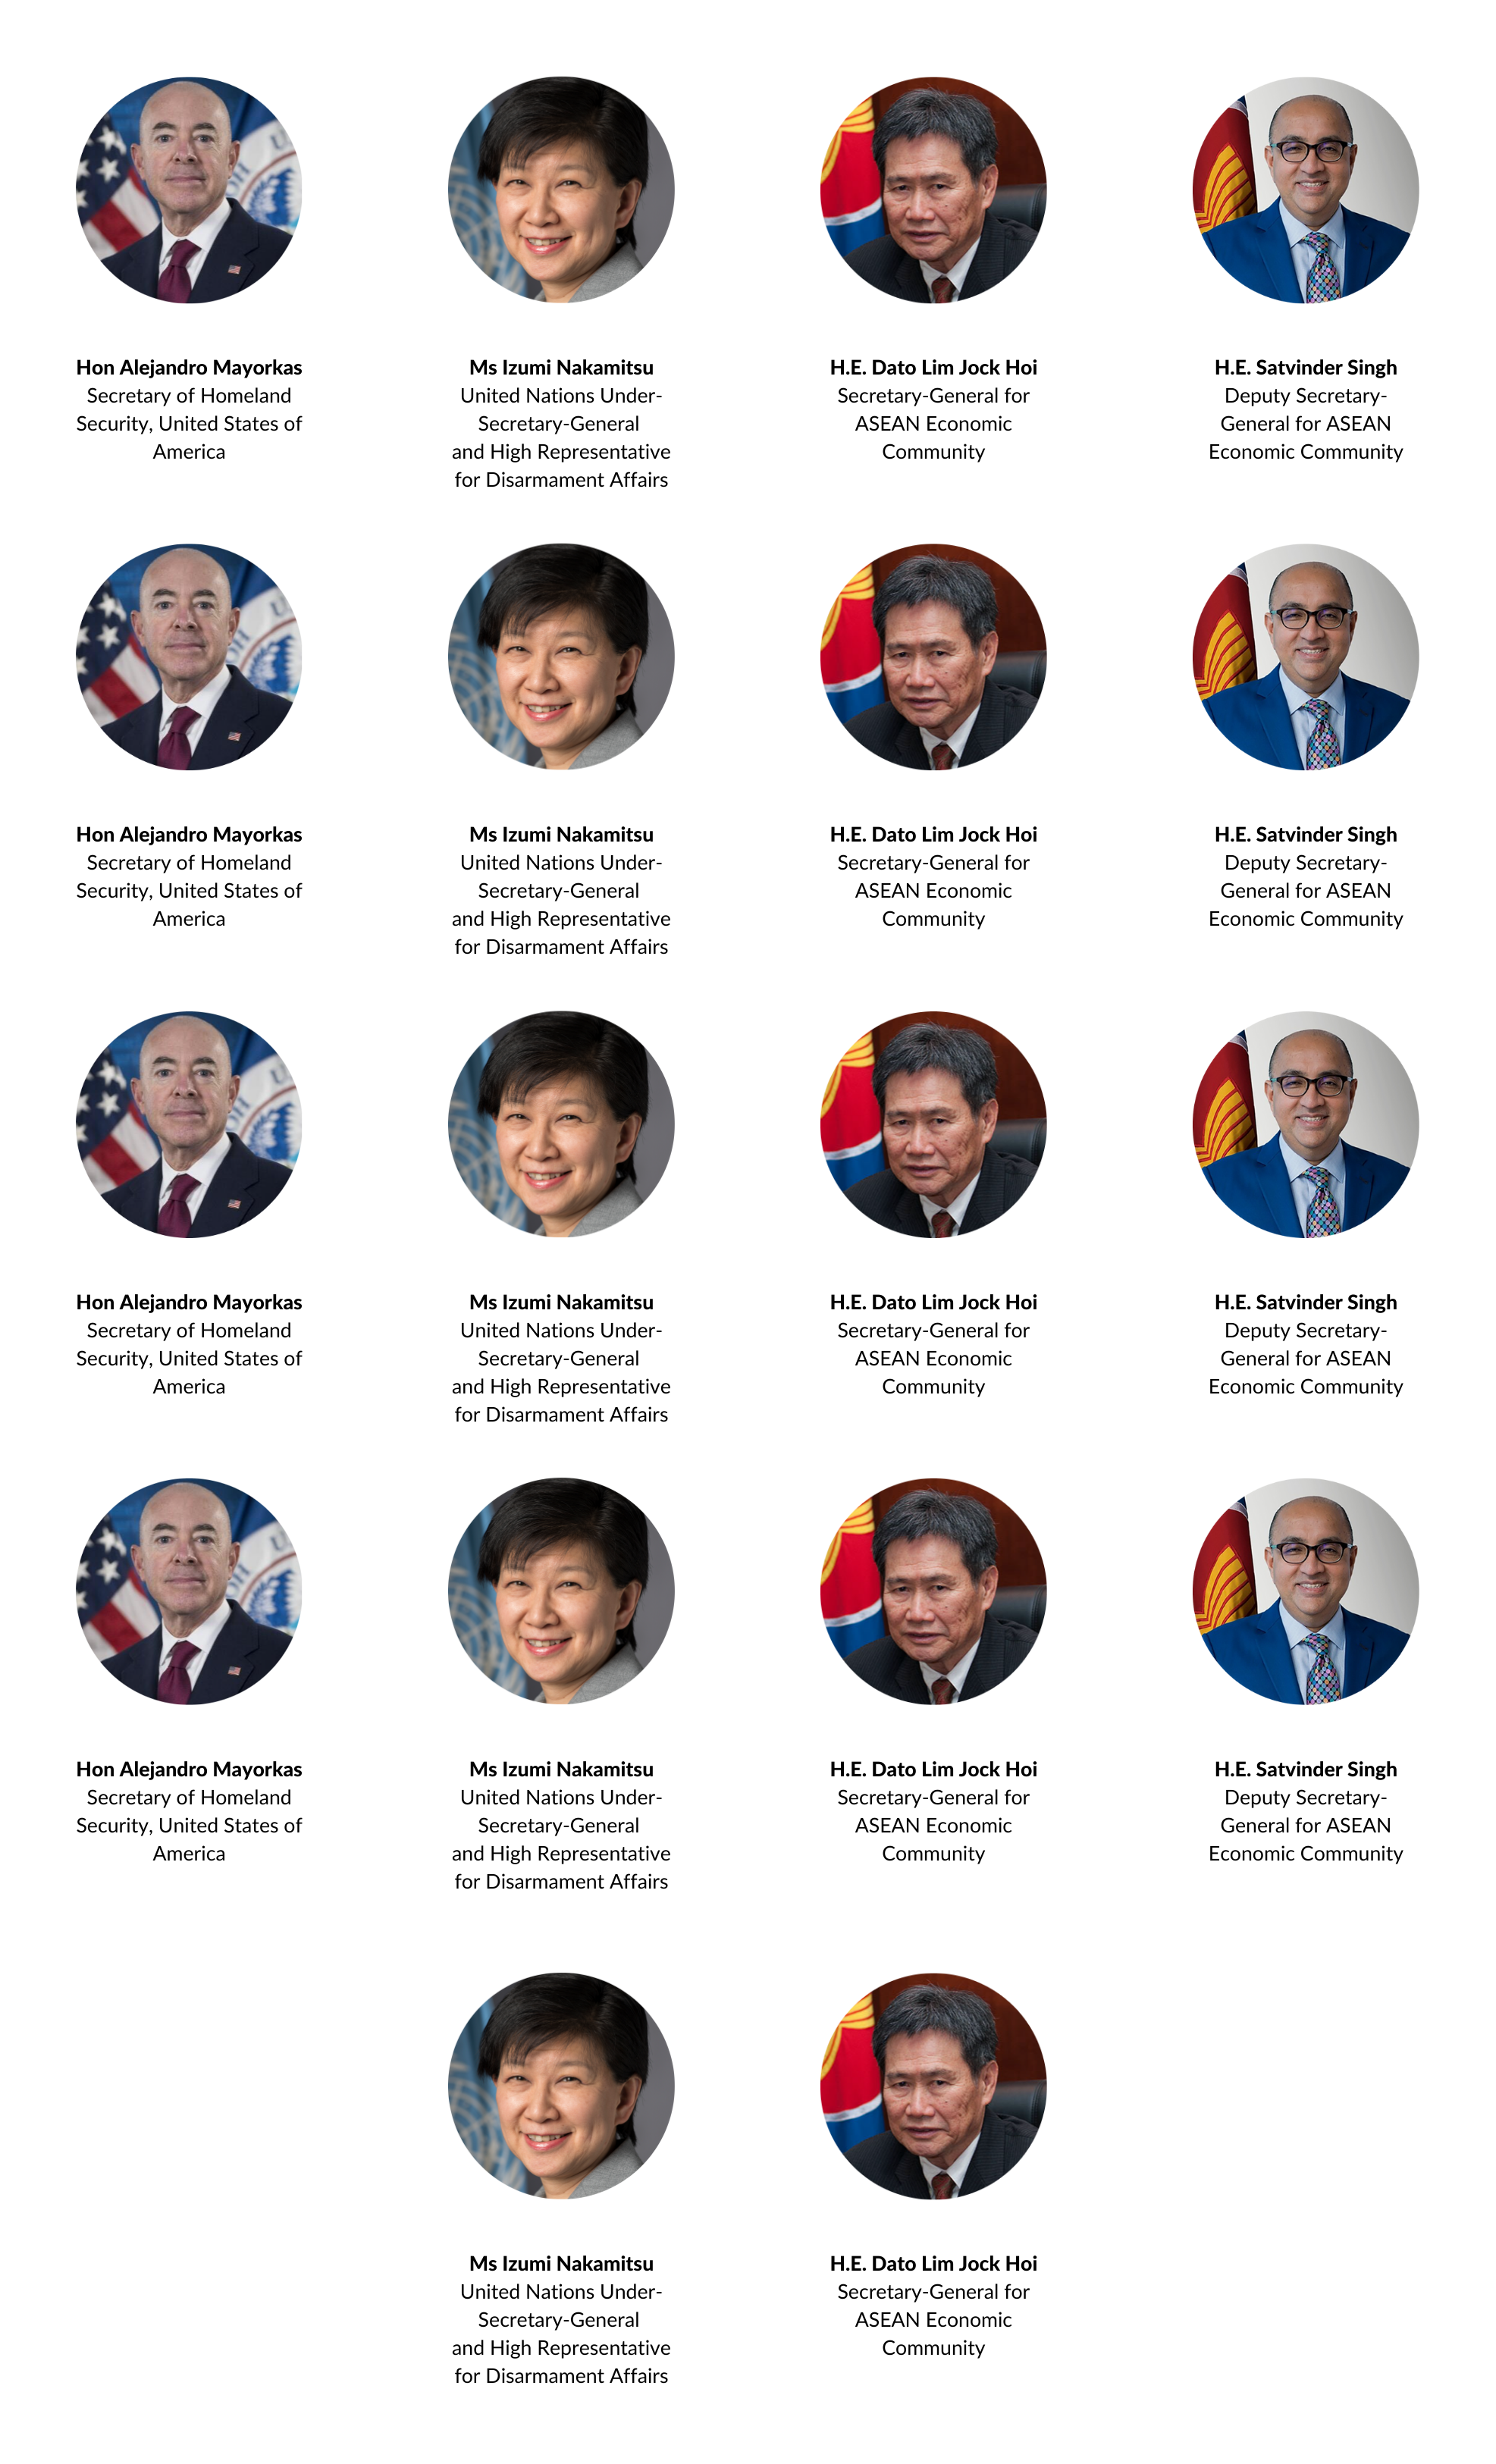 Hon Alejandro Mayorkas
Secretary of Homeland
Security, United States of
America
Ms Izumi Nakamitsu
United Nations Under-
Secretary-General
and High Representative
for Disarmament Affairs
H.E. Dato Lim Jock Hoi
Secretary-General for
ASEAN Economic
Community
H.E. Satvinder Singh
Deputy Secretary-
General for ASEAN
Economic Community
Hon Alejandro Mayorkas
Secretary of Homeland
Security, United States of
America
Ms Izumi Nakamitsu
United Nations Under-
Secretary-General
and High Representative
for Disarmament Affairs
H.E. Dato Lim Jock Hoi
Secretary-General for
ASEAN Economic
Community
H.E. Satvinder Singh
Deputy Secretary-
General for ASEAN
Economic Community
Hon Alejandro Mayorkas
Secretary of Homeland
Security, United States of
America
Ms Izumi Nakamitsu
United Nations Under-
Secretary-General
and High Representative
for Disarmament Affairs
H.E. Dato Lim Jock Hoi
Secretary-General for
ASEAN Economic
Community
H.E. Satvinder Singh
Deputy Secretary-
General for ASEAN
Economic Community
Hon Alejandro Mayorkas
Secretary of Homeland
Security, United States of
America
Ms Izumi Nakamitsu
United Nations Under-
Secretary-General
and High Representative
for Disarmament Affairs
H.E. Dato Lim Jock Hoi
Secretary-General for
ASEAN Economic
Community
H.E. Satvinder Singh
Deputy Secretary-
General for ASEAN
Economic Community
Ms Izumi Nakamitsu
United Nations Under-
Secretary-General
and High Representative
for Disarmament Affairs
H.E. Dato Lim Jock Hoi
Secretary-General for
ASEAN Economic
Community